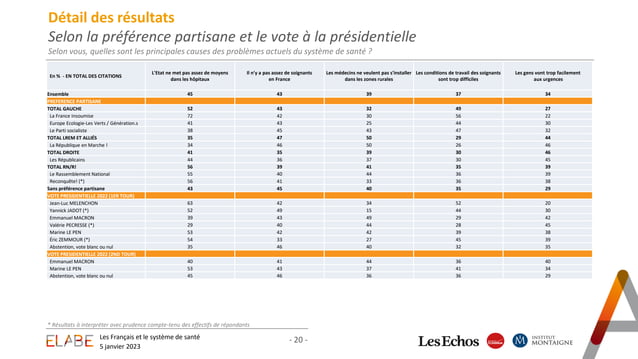 Détail des résultats
Selon la préférence partisane et le vote à la présidentielle
Selon vous, quelles sont les principales causes des problèmes actuels du système de santé ?
En % - EN TOTAL DES CITATIONS L'Etat ne met pas assez de moyens dans les hôpitaux Il n'y a pas assez de soignants en France Les médecins ne veulent pas s'installer dans les zones rurales Les conditions de travail des soignants sont trop difficiles Les gens vont trop facilement aux urgences
Ensemble 45 43 39 37 34
PREFERENCE PARTISANE
TOTAL GAUCHE 52 43 32 49 27
La France Insoumise 72 42 30 56 22
Europe Ecologie-Les Verts / Génération.s 41 43 25 44 30
Le Parti socialiste 38 45 43 47 32
TOTAL LREM ET ALLIÉS 35 47 50 29 44
La République en Marche ! 34 46 50 26 46
TOTAL DROITE 41 35 39 30 46
Les Républicains 44 36 37 30 45
TOTAL RN/R! 56 39 41 35 39
Le Rassemblement National 55 40 44 36 39
Reconquête! (*) 56 41 33 36 38
Sans préférence partisane 43 45 40 35 29
VOTE PRESIDENTIELLE 2022 (1ER TOUR)
Jean-Luc MELENCHON 63 42 34 52 20
Yannick JADOT (*) 52 49 15 44 30
Emmanuel MACRON 39 43 49 29 42
Valérie PECRESSE (*) 29 40 44 28 45
Marine LE PEN 53 42 42 39 38
Éric ZEMMOUR (*) 54 33 27 45 39
Abstention, vote blanc ou nul 35 46 40 32 35
VOTE PRESIDENTIELLE 2022 (2ND TOUR)
Emmanuel MACRON 40 41 44 36 40
Marine LE PEN 53 43 37 41 34
Abstention, vote blanc ou nul 45 46 36 36 29
* Résultats à interpréter avec prudence compte-tenu des effectifs de répondants
ELABE
Les Français et le système de santé
5 janvier 2023
- 20 -
LesEchos
INSTITUT
MONTAIGNE